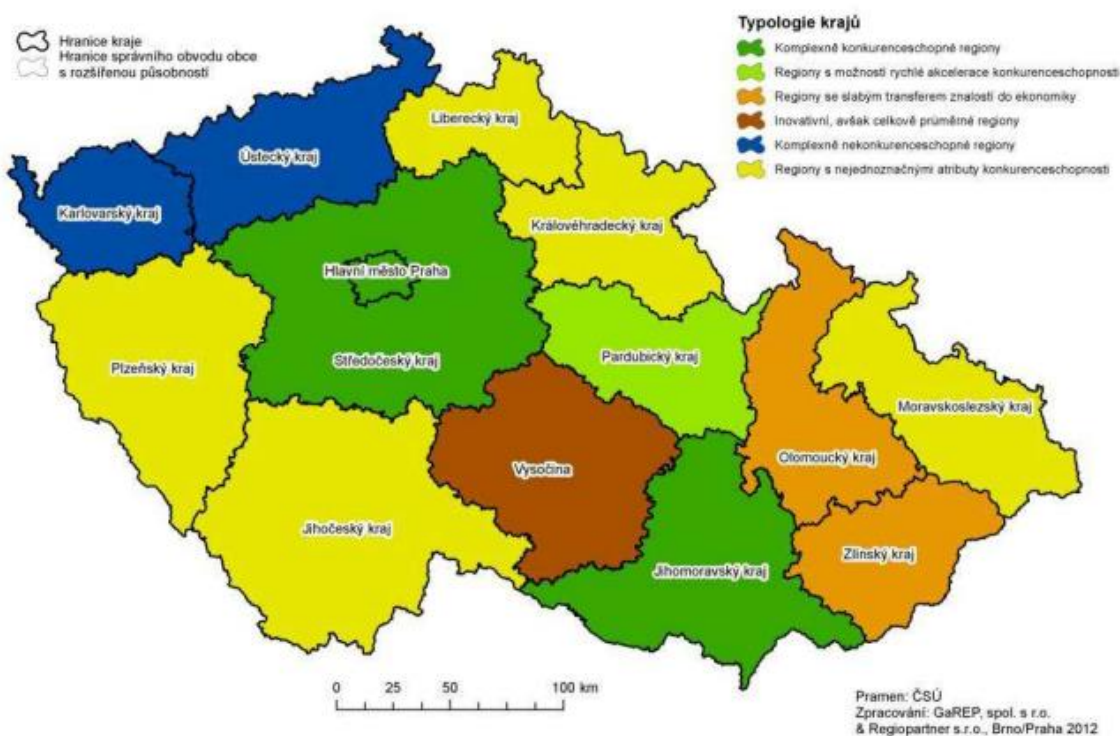 Hranice kraje
Hranice správního obvodu obce
s rozšířenou působností
Typologie krajů
Komplexně konkurenceschopné regiony
Regiony s možností rychlé akcelerace konkurenceschopnosti
Regiony se slabým transferem znalostí do ekonomiky
Inovativní, avšak celkově průměrné regiony
Komplexně nekonkurenceschopné regiony
Regiony s nejednoznačnými atributy konkurenceschopnosti
Liberecký kraj
Ústecký kraj
Karlovarský kraj
Královéhradecký kraj
Hlavní město Praha
Středočeský kraj
Pardubický kraj
Plzeňský kraj
Moravskoslezský kraj
Olomoucký kraj
Vysočina
Jihočeský kraj
Zlínský kraj
Jihomoravský kraj
0 25 50 100 km
Pramen: ČSÚ
Zpracování: GaREP, spol. s r.o.
& Regiopartner s.r.o., Brno/Praha 2012